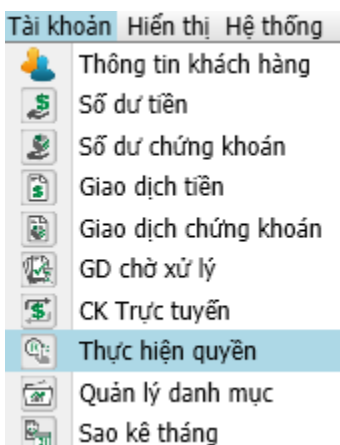 Tài khoản Hiển thị Hệ thống
Thông tin khách hàng
Số dư tiền
Số dư chứng khoán
Giao dịch tiền
Giao dịch chứng khoán
GD chờ xử lý
CK Trực tuyến
Thực hiện quyền
Quản lý danh mục
Sao kê tháng